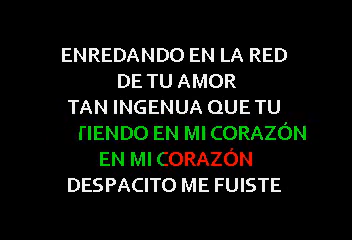 ENREDANDO EN LA RED
DE TU AMOR
TAN INGENUA QUE TU
EN MI CORAZÓN
EN MI CORAZÓN
DESPACITO ME FUISTE